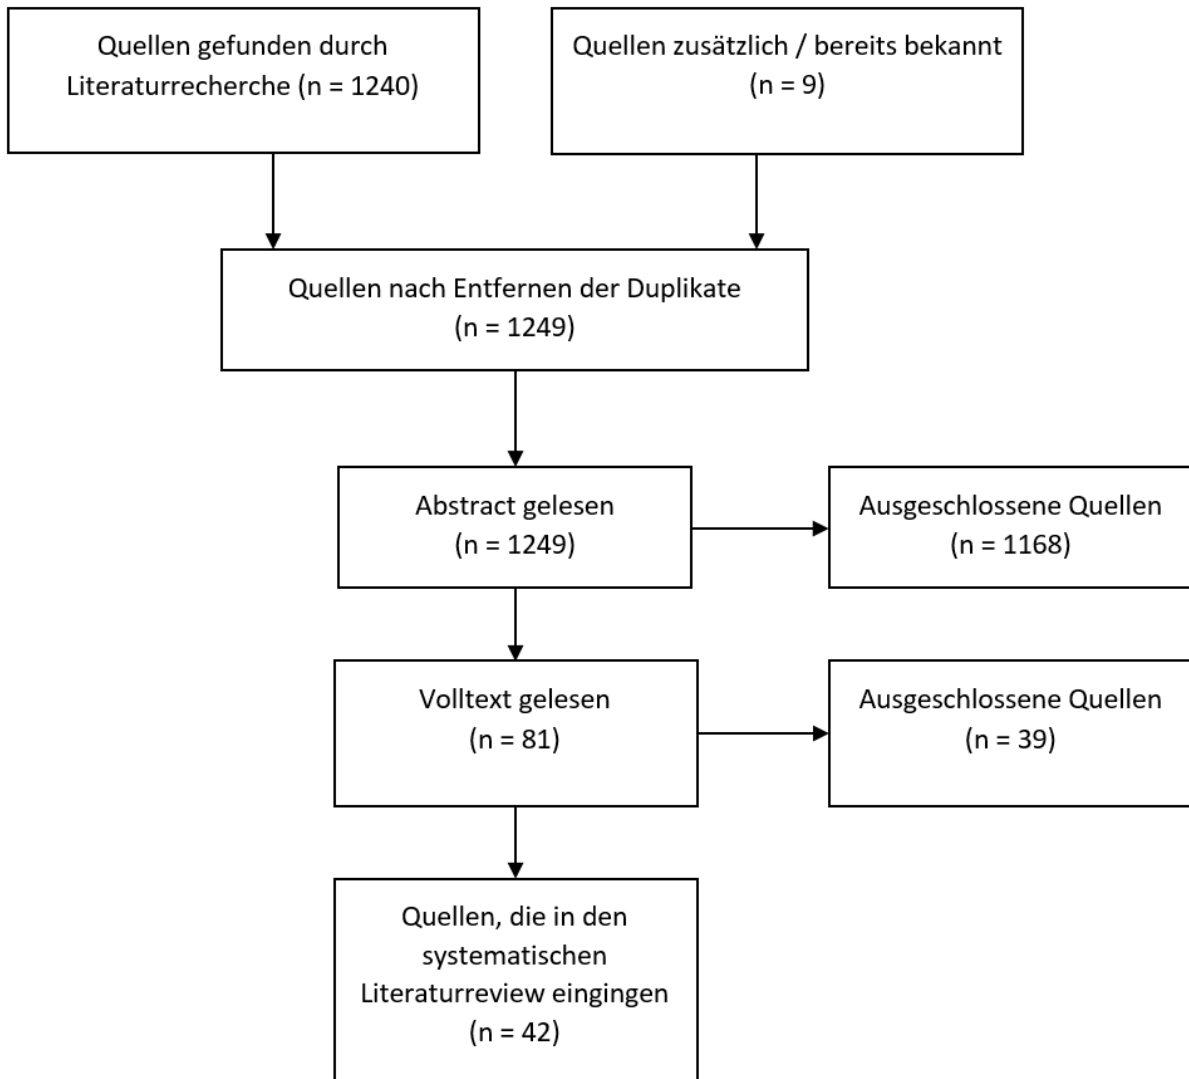 Quellen gefunden durch
Literaturrecherche (n = 1240)
Quellen zusätzlich / bereits bekannt
(n = 9)
Quellen nach Entfernen der Duplikate
(n = 1249)
Abstract gelesen
(n = 1249)
Ausgeschlossene Quellen
(n = 1168)
Volltext gelesen
(n = 81)
Ausgeschlossene Quellen
(n = 39)
Quellen, die in den
systematischen
Literaturreview eingingen
(n = 42)